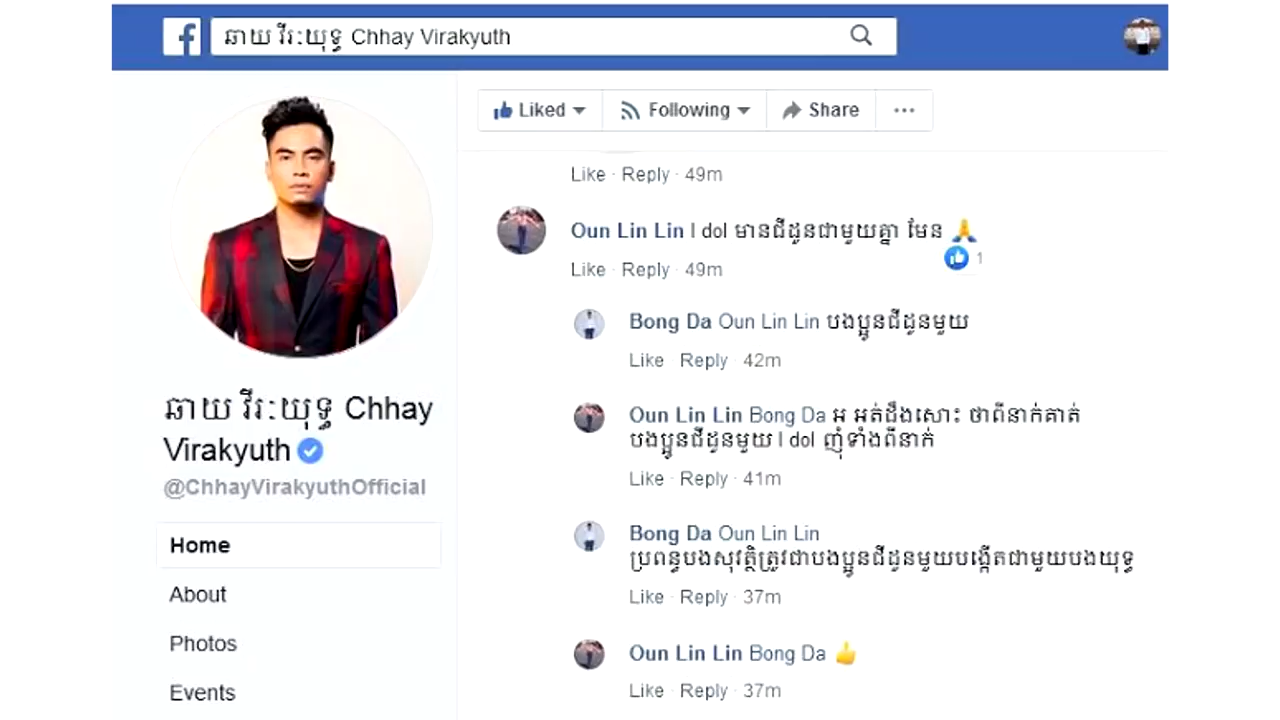 ឆាយ វីរៈយុទ្ធ Chhay Virakyuth
Liked
Following
Share
Like · Reply · 49m
Oun Lin Lin I dol មានជីដូនជាមួយគ្នា មែន 🙏
1
Like · Reply · 49m
Bong Da Oun Lin Lin បងប្អូនជីដូនមួយ
Like · Reply · 42m
Oun Lin Lin Bong Da អ អត់ដឹងសោះ ថាពីនាក់គាត់
បងប្អូនជីដូនមួយ I dol ញុំទាំងពីនាក់
Like · Reply · 41m
Bong Da Oun Lin Lin
ប្រពន្ធបងសុវត្ថិត្រូវជាបងប្អូនជីដូនមួយបង្កើតជាមួយបងយុទ្ធ
Like · Reply · 37m
Oun Lin Lin Bong Da 👍
Like · Reply · 37m
ឆាយ វីរៈយុទ្ធ Chhay
Virakyuth
@ChhayVirakyuthOfficial
Home
About
Photos
Events